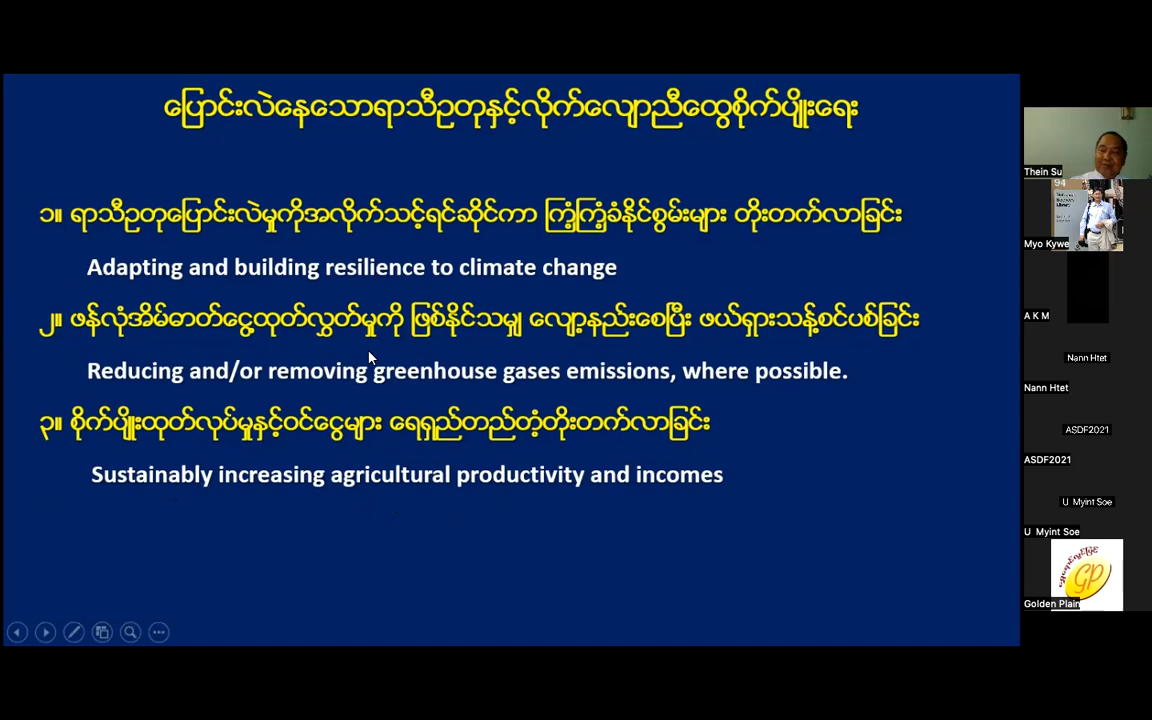 ပြောင်းလဲနေသောရာသီဥတုနှင့်လိုက်လျောညီထွေစိုက်ပျိုးရေး
၁။ ရာသီဥတုပြောင်းလဲမှုကိုအလိုက်သင့်ရင်ဆိုင်ကာ ကြံ့ကြံ့ခံနိုင်စွမ်းများ တိုးတက်လာခြင်း
Adapting and building resilience to climate change
၂။ ဖန်လုံအိမ်ဓာတ်ငွေ့ထုတ်လွှတ်မှုကို ဖြစ်နိုင်သမျှ လျော့နည်းစေပြီး ဖယ်ရှားသန့်စင်ပစ်ခြင်း
Reducing and/or removing greenhouse gases emissions, where possible.
၃။ စိုက်ပျိုးထုတ်လုပ်မှုနှင့်ဝင်ငွေများ ရေရှည်တည်တံ့တိုးတက်လာခြင်း
Sustainably increasing agricultural productivity and incomes
Thein Su
94
Myo Kywe
A K M
Nann Htet
Nann Htet
ASDF2021
ASDF2021
U Myint Soe
U Myint Soe
GP
Golden Plain